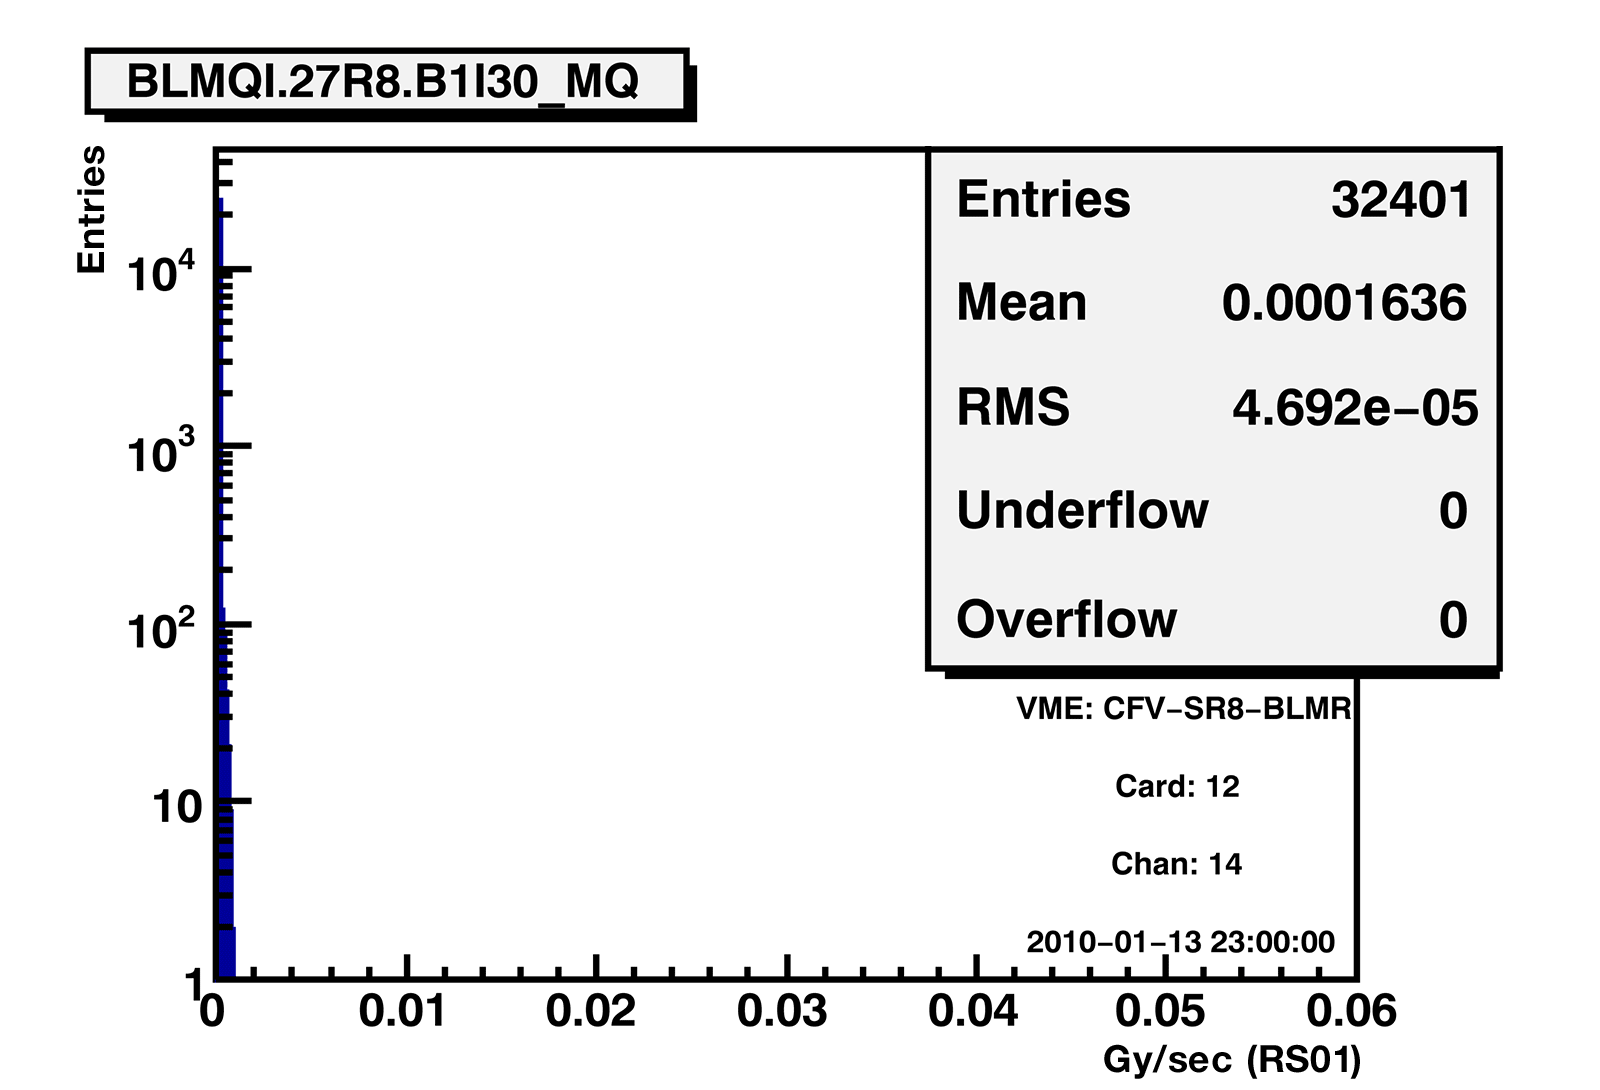 BLMQI.27R8.B1I30_MQ
Entries
Entries 32401
Mean 0.0001636
RMS 4.692e−05
Underflow 0
Overflow 0
VME: CFV−SR8−BLMR
Card: 12
Chan: 14
2010−01−13 23:00:00
10⁴
10³
10²
10
1
0 0.01 0.02 0.03 0.04 0.05 0.06
Gy/sec (RS01)